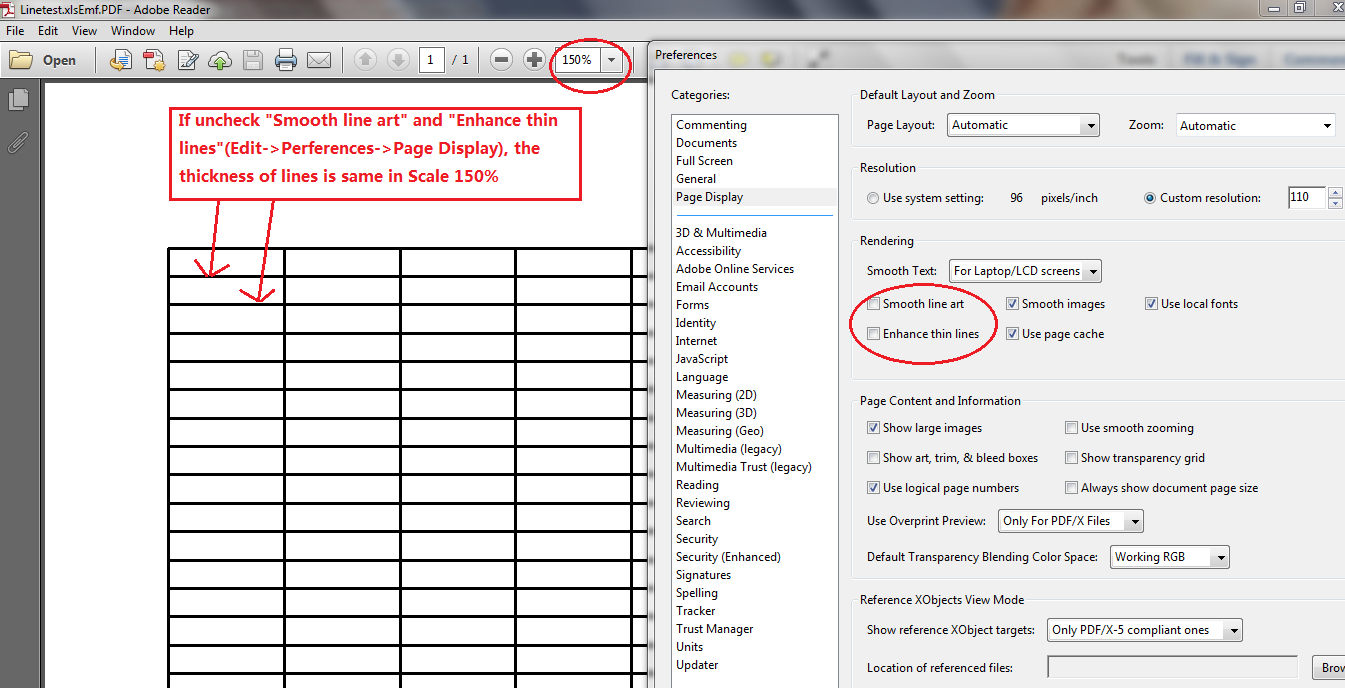 Linetest.xlsEmf.PDF - Adobe Reader
File Edit View Window Help
Open
1 / 1
150%
If uncheck "Smooth line art" and "Enhance thin
lines"(Edit->Perferences->Page Display), the
thickness of lines is same in Scale 150%
Preferences
Categories:
Commenting
Documents
Full Screen
General
Page Display
3D & Multimedia
Accessibility
Adobe Online Services
Email Accounts
Forms
Identity
Internet
JavaScript
Language
Measuring (2D)
Measuring (3D)
Measuring (Geo)
Multimedia (legacy)
Multimedia Trust (legacy)
Reading
Reviewing
Search
Security
Security (Enhanced)
Signatures
Spelling
Tracker
Trust Manager
Units
Updater
Default Layout and Zoom
Page Layout: Automatic Zoom: Automatic
Resolution
Use system setting: 96 pixels/inch Custom resolution: 110
Rendering
Smooth Text: For Laptop/LCD screens
Smooth line art Smooth images Use local fonts
Enhance thin lines Use page cache
Page Content and Information
Show large images Use smooth zooming
Show art, trim, & bleed boxes Show transparency grid
Use logical page numbers Always show document page size
Use Overprint Preview: Only For PDF/X Files
Default Transparency Blending Color Space: Working RGB
Reference XObjects View Mode
Show reference XObject targets: Only PDF/X-5 compliant ones
Location of referenced files: Brow